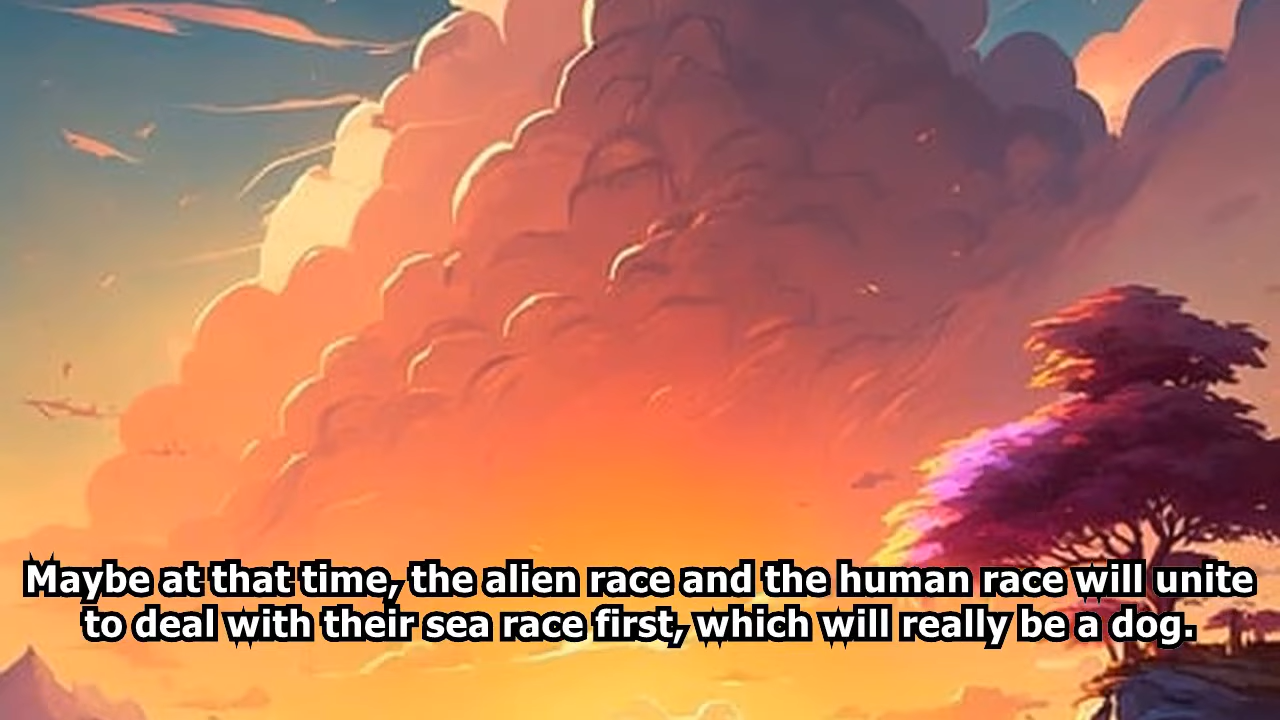 Maybe at that time, the alien race and the human race will unite
to deal with their sea race first, which will really be a dog.